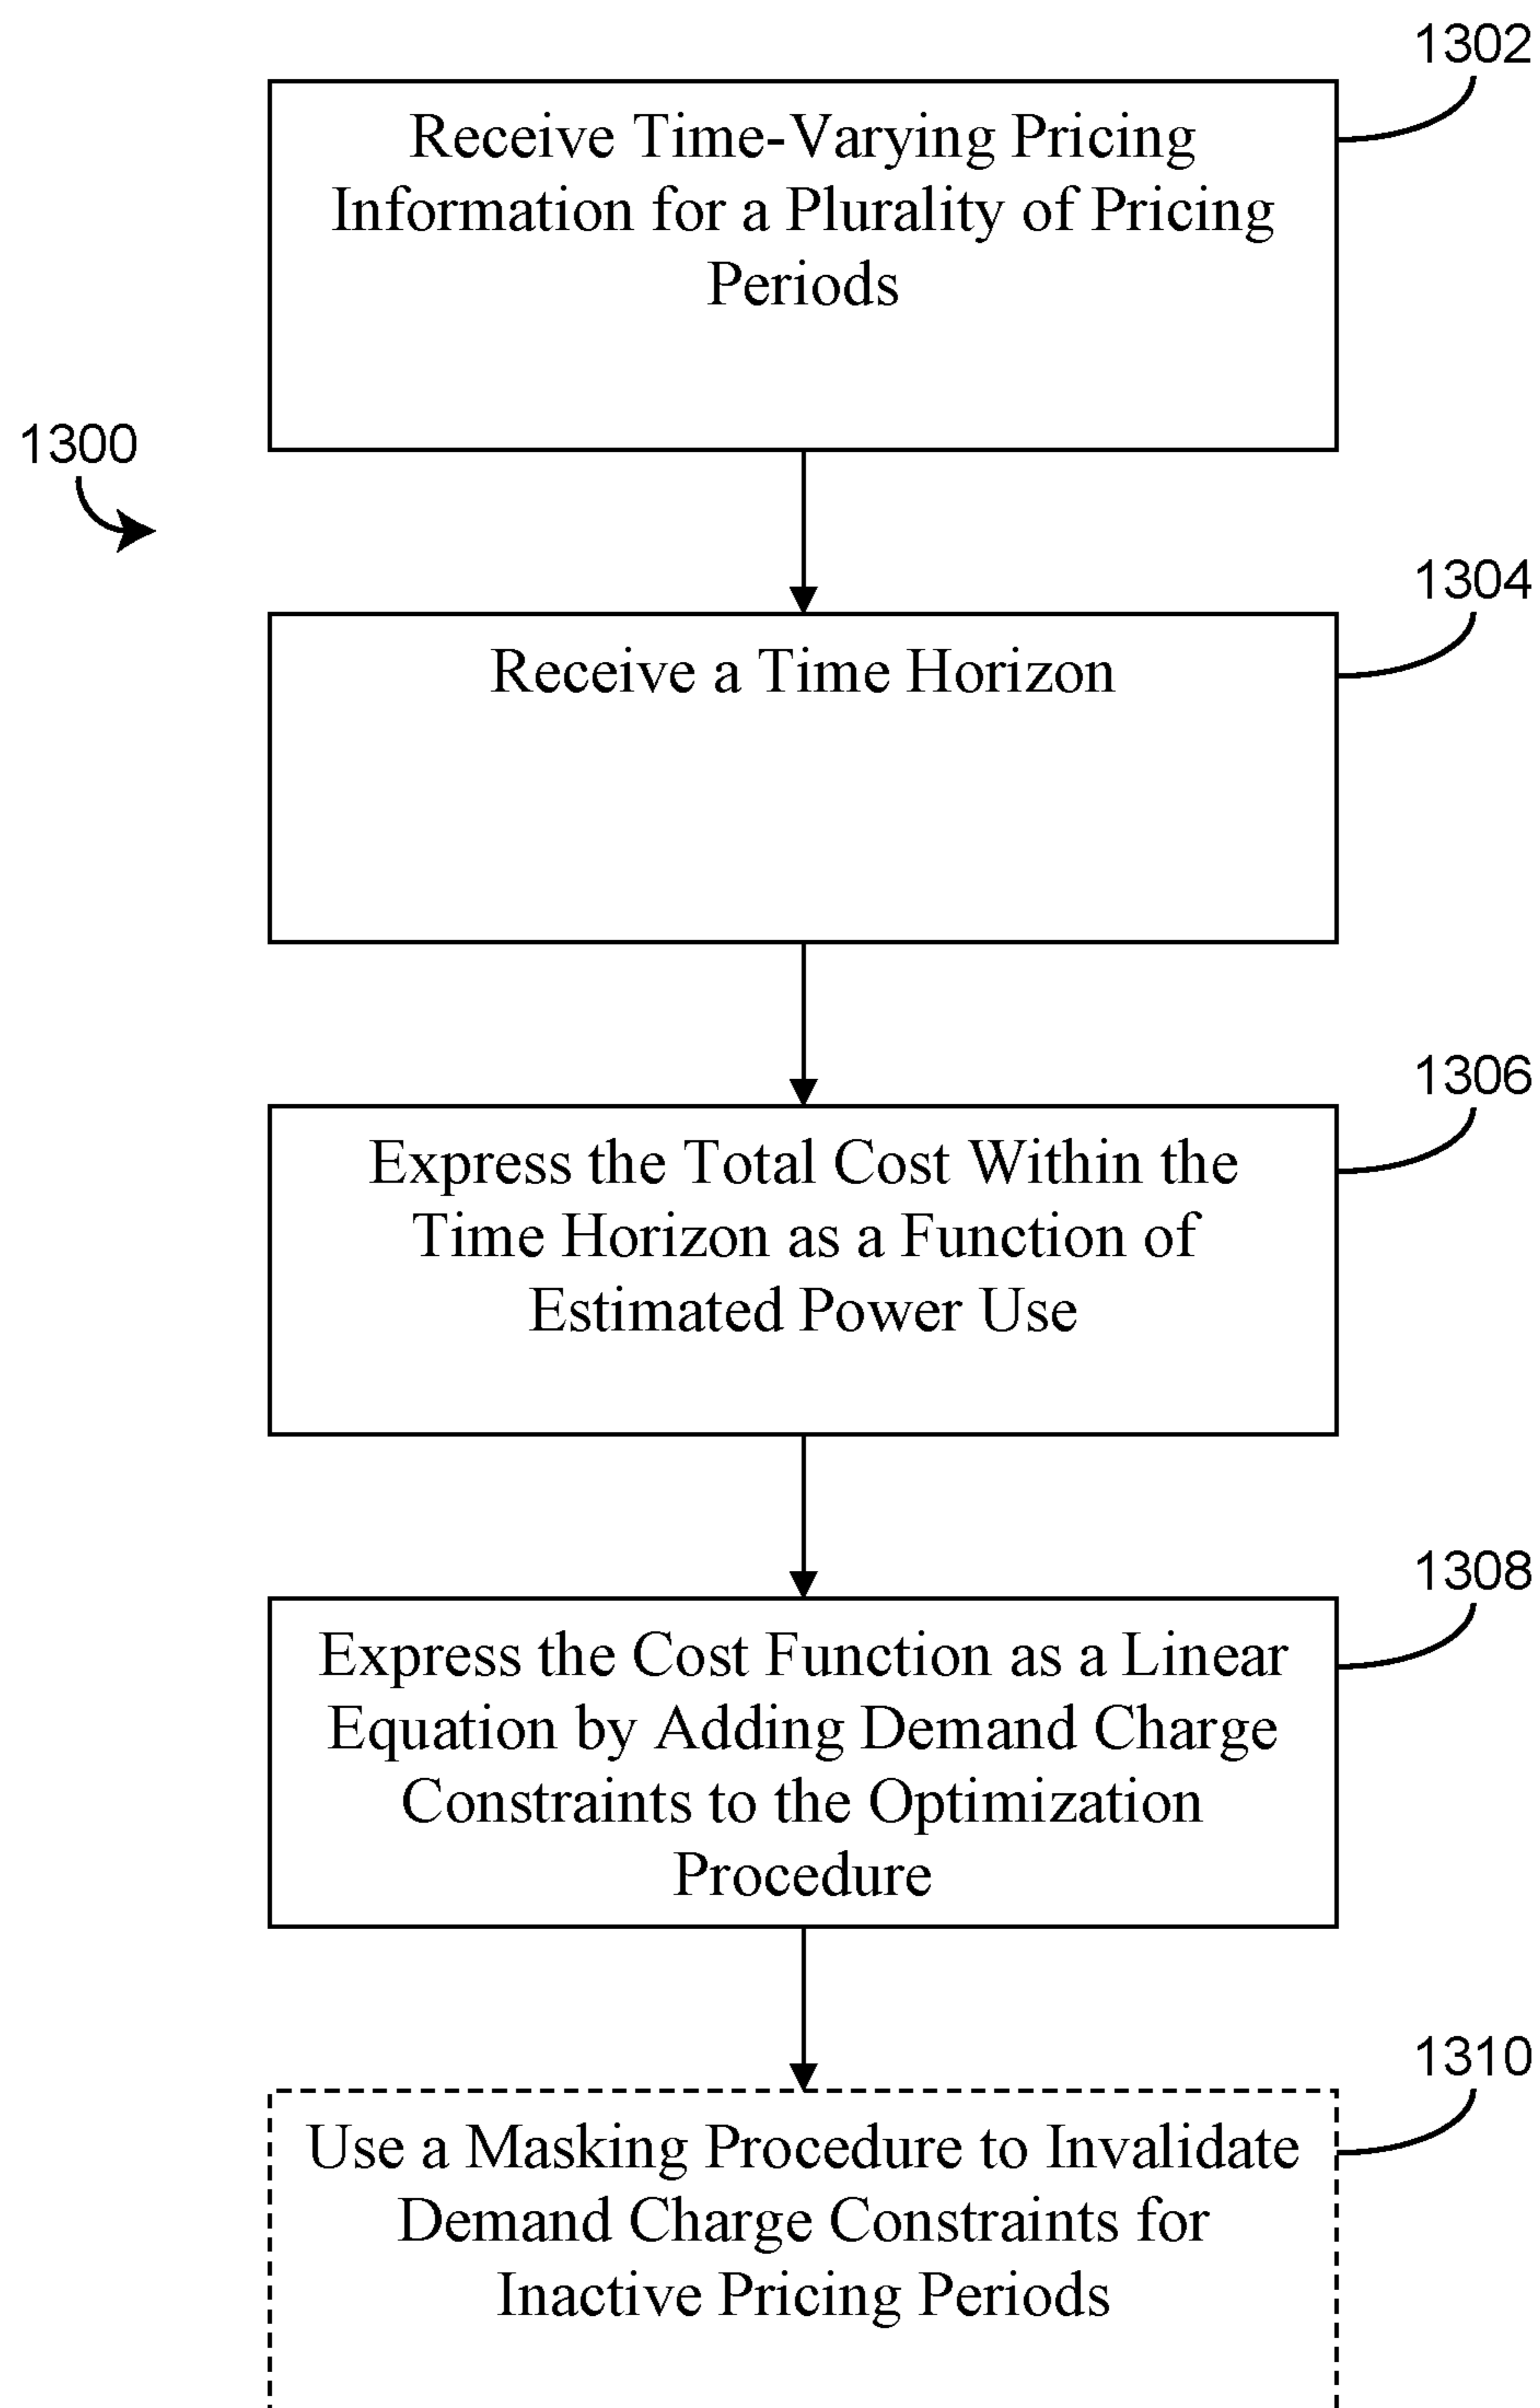 1302
Receive Time-Varying Pricing
Information for a Plurality of Pricing
Periods
1300
1304
Receive a Time Horizon
1306
Express the Total Cost Within the
Time Horizon as a Function of
Estimated Power Use
1308
Express the Cost Function as a Linear
Equation by Adding Demand Charge
Constraints to the Optimization
Procedure
1310
Use a Masking Procedure to Invalidate
Demand Charge Constraints for
Inactive Pricing Periods